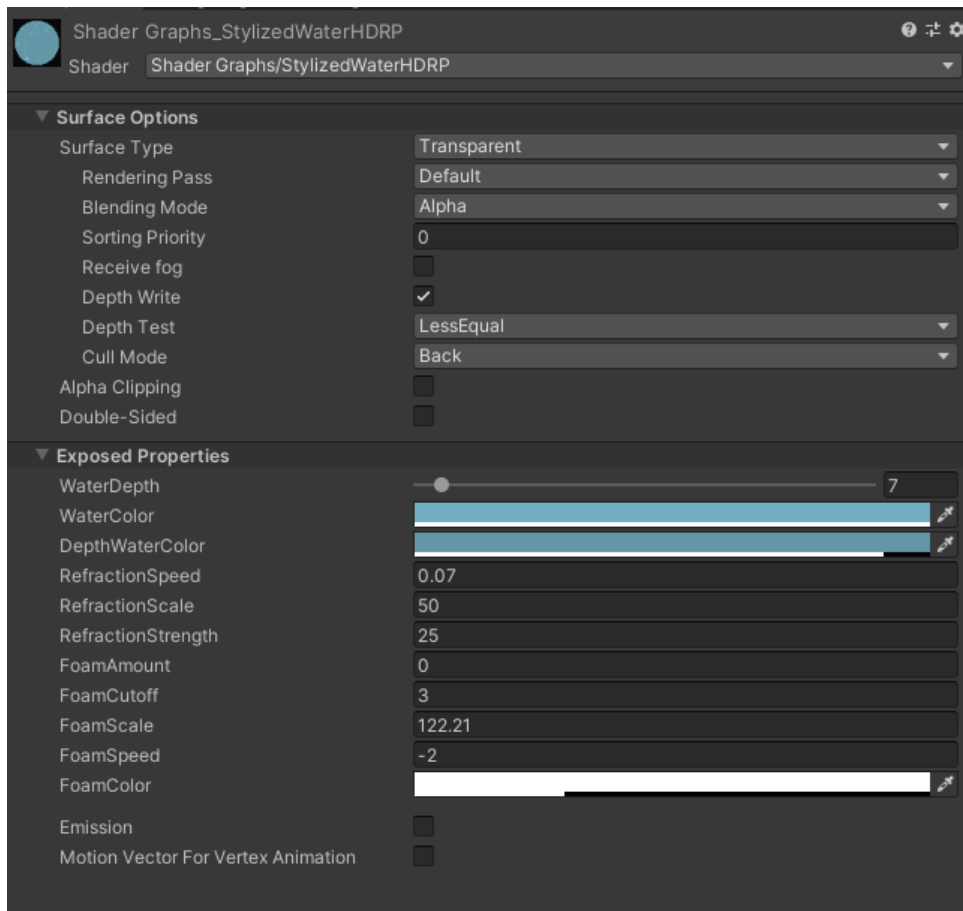 Shader Graphs_StylizedWaterHDRP
Shader Shader Graphs/StylizedWaterHDRP
Surface Options
Surface Type Transparent
Rendering Pass Default
Blending Mode Alpha
Sorting Priority 0
Receive fog
Depth Write
Depth Test LessEqual
Cull Mode Back
Alpha Clipping
Double-Sided
Exposed Properties
WaterDepth 7
WaterColor
DepthWaterColor
RefractionSpeed 0.07
RefractionScale 50
RefractionStrength 25
FoamAmount 0
FoamCutoff 3
FoamScale 122.21
FoamSpeed -2
FoamColor
Emission
Motion Vector For Vertex Animation